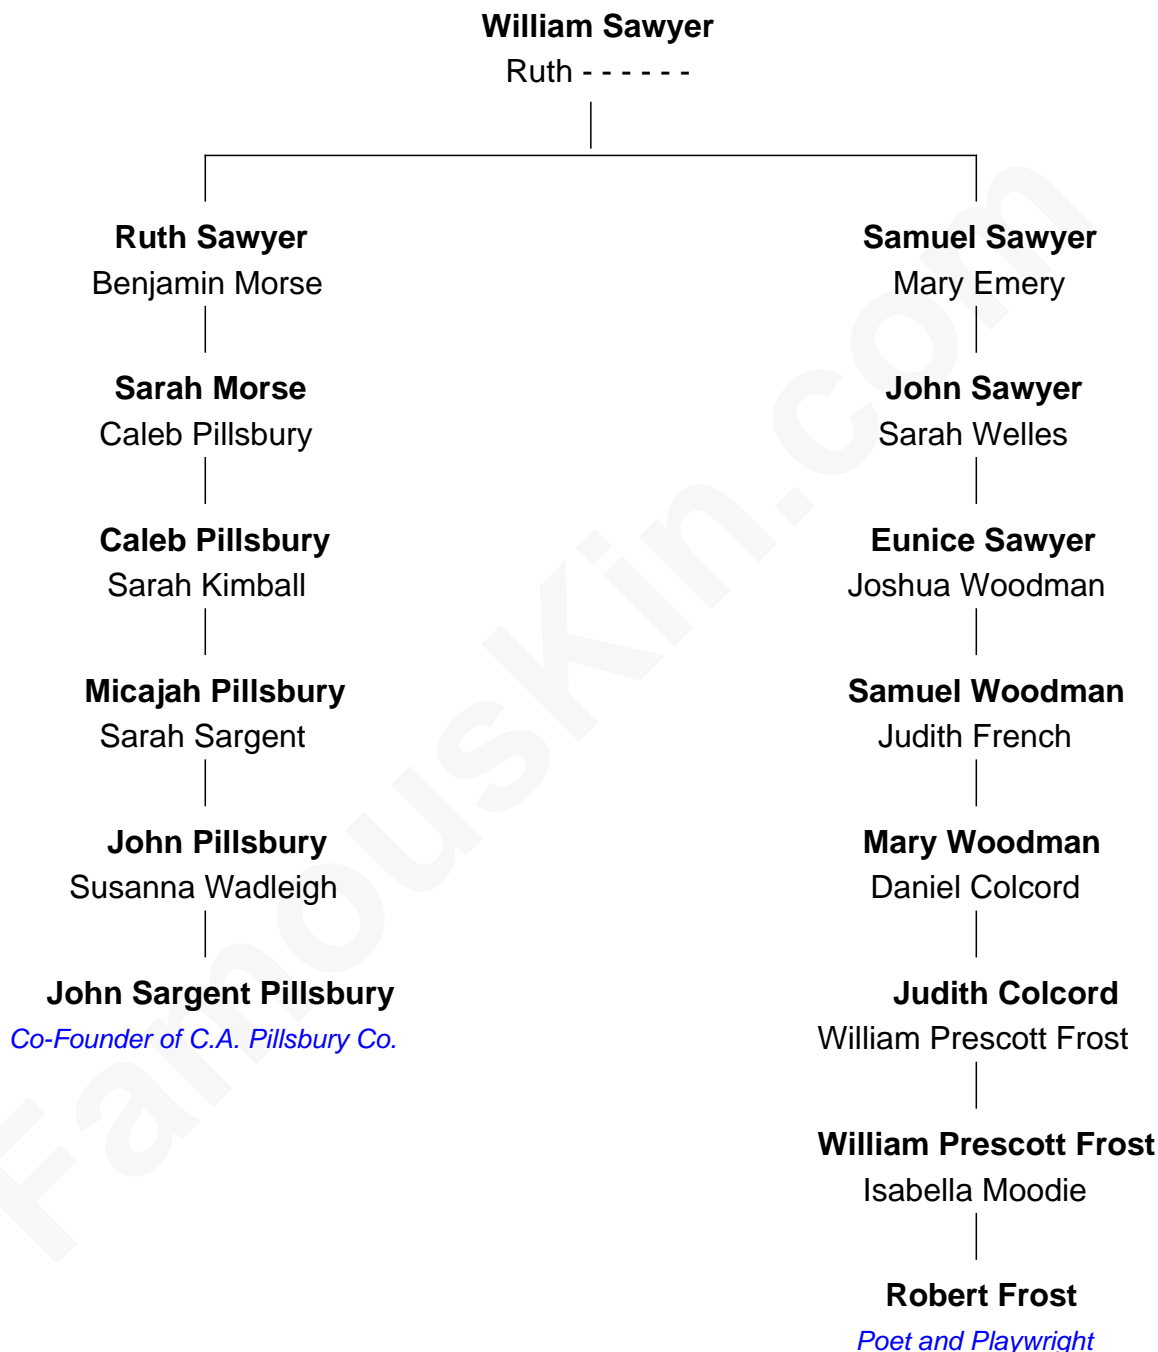 William Sawyer
Ruth - - - - - -
Ruth Sawyer
Benjamin Morse
Samuel Sawyer
Mary Emery
Sarah Morse
Caleb Pillsbury
John Sawyer
Sarah Welles
Caleb Pillsbury
Sarah Kimball
Eunice Sawyer
Joshua Woodman
Micajah Pillsbury
Sarah Sargent
Samuel Woodman
Judith French
John Pillsbury
Susanna Wadleigh
Mary Woodman
Daniel Colcord
John Sargent Pillsbury
Co-Founder of C.A. Pillsbury Co.
Judith Colcord
William Prescott Frost
William Prescott Frost
Isabella Moodie
Robert Frost
Poet and Playwright
FamousKin.com